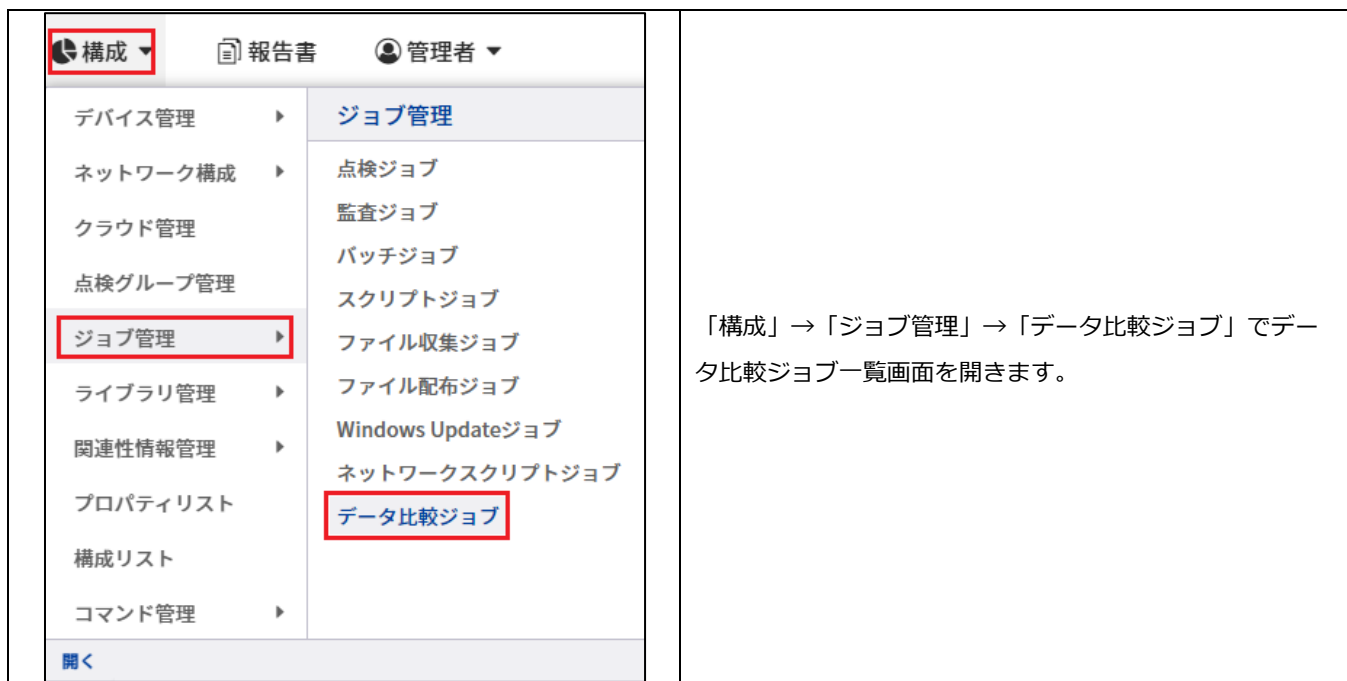 構成 報告書 管理者
デバイス管理
ネットワーク構成
クラウド管理
点検グループ管理
ジョブ管理
ライブラリ管理
関連性情報管理
プロパティリスト
構成リスト
コマンド管理
開く
ジョブ管理
点検ジョブ
監査ジョブ
バッチジョブ
スクリプトジョブ
ファイル収集ジョブ
ファイル配布ジョブ
Windows Updateジョブ
ネットワークスクリプトジョブ
データ比較ジョブ
「構成」→「ジョブ管理」→「データ比較ジョブ」でデー
タ比較ジョブ一覧画面を開きます。